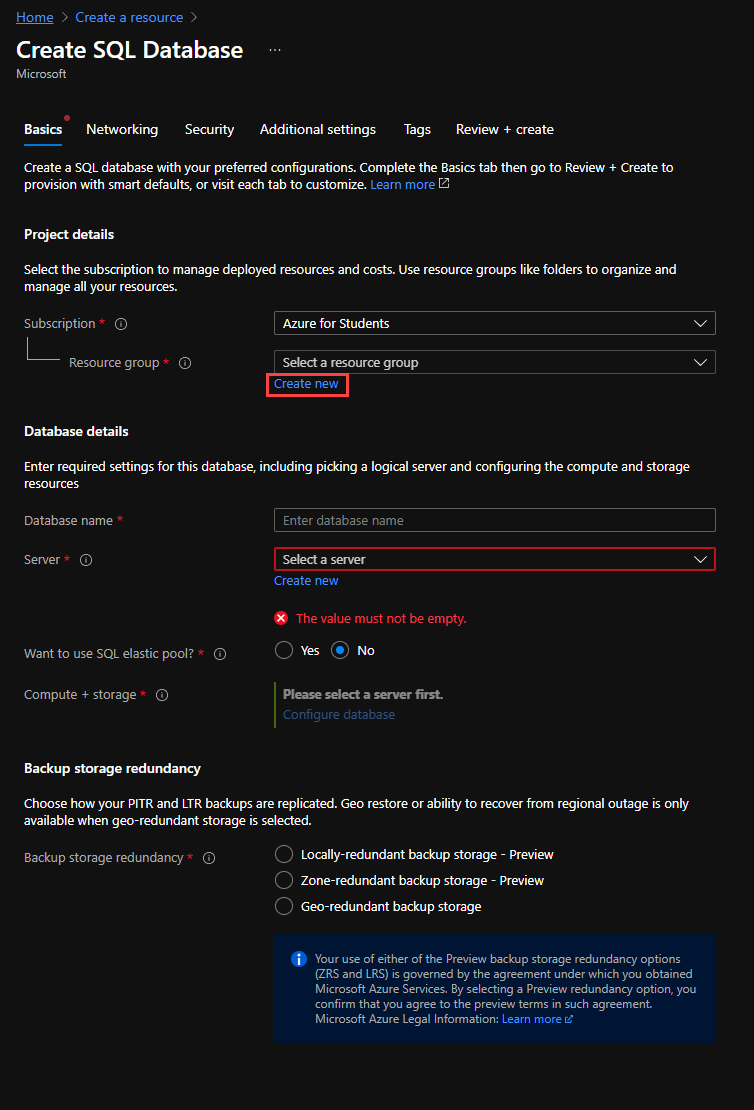 Home > Create a resource >
Create SQL Database ...
Microsoft
Basics Networking Security Additional settings Tags Review + create
Create a SQL database with your preferred configurations. Complete the Basics tab then go to Review + Create to
provision with smart defaults, or visit each tab to customize. Learn more
Project details
Select the subscription to manage deployed resources and costs. Use resource groups like folders to organize and
manage all your resources.
Subscription *
Azure for Students
Resource group *
Select a resource group
Create new
Database details
Enter required settings for this database, including picking a logical server and configuring the compute and storage
resources
Database name *
Enter database name
Server *
Select a server
Create new
The value must not be empty.
Want to use SQL elastic pool? *
Yes No
Compute + storage *
Please select a server first.
Configure database
Backup storage redundancy
Choose how your PITR and LTR backups are replicated. Geo restore or ability to recover from regional outage is only
available when geo-redundant storage is selected.
Backup storage redundancy *
Locally-redundant backup storage - Preview
Zone-redundant backup storage - Preview
Geo-redundant backup storage
Your use of either of the Preview backup storage redundancy options
(ZRS and LRS) is governed by the agreement under which you obtained
Microsoft Azure Services. By selecting a Preview redundancy option, you
confirm that you agree to the preview terms in such agreement.
Microsoft Azure Legal Information: Learn more